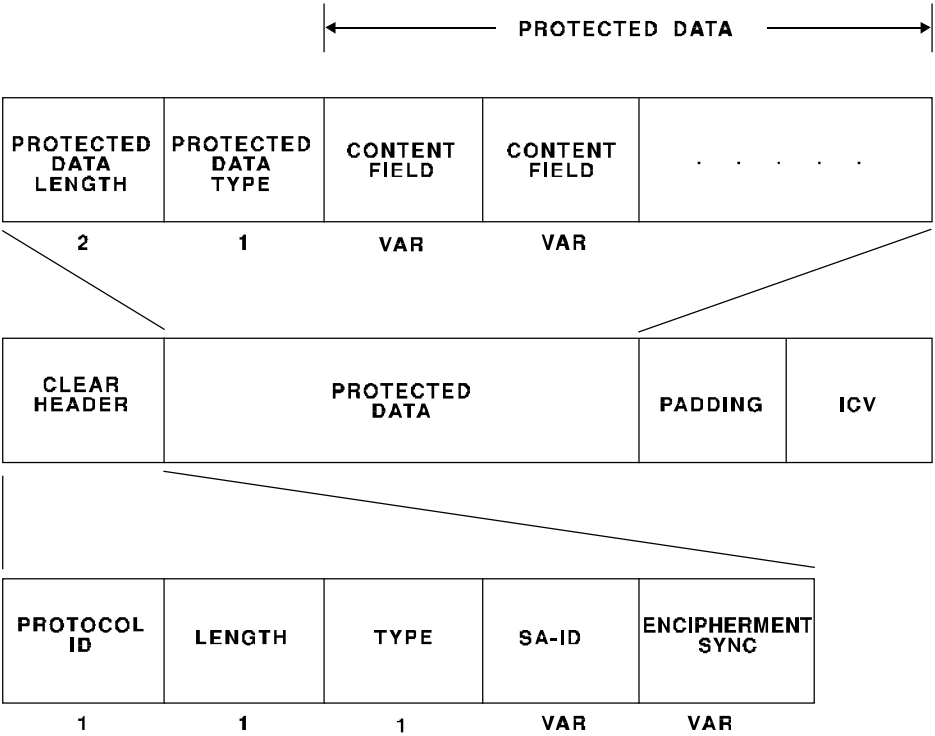 PROTECTED DATA
PROTECTED DATA LENGTH
PROTECTED DATA TYPE
CONTENT FIELD
CONTENT FIELD
. . . . .
2
1
VAR
VAR
CLEAR HEADER
PROTECTED DATA
PADDING
ICV
PROTOCOL ID
LENGTH
TYPE
SA-ID
ENCIPHERMENT SYNC
1
1
1
VAR
VAR